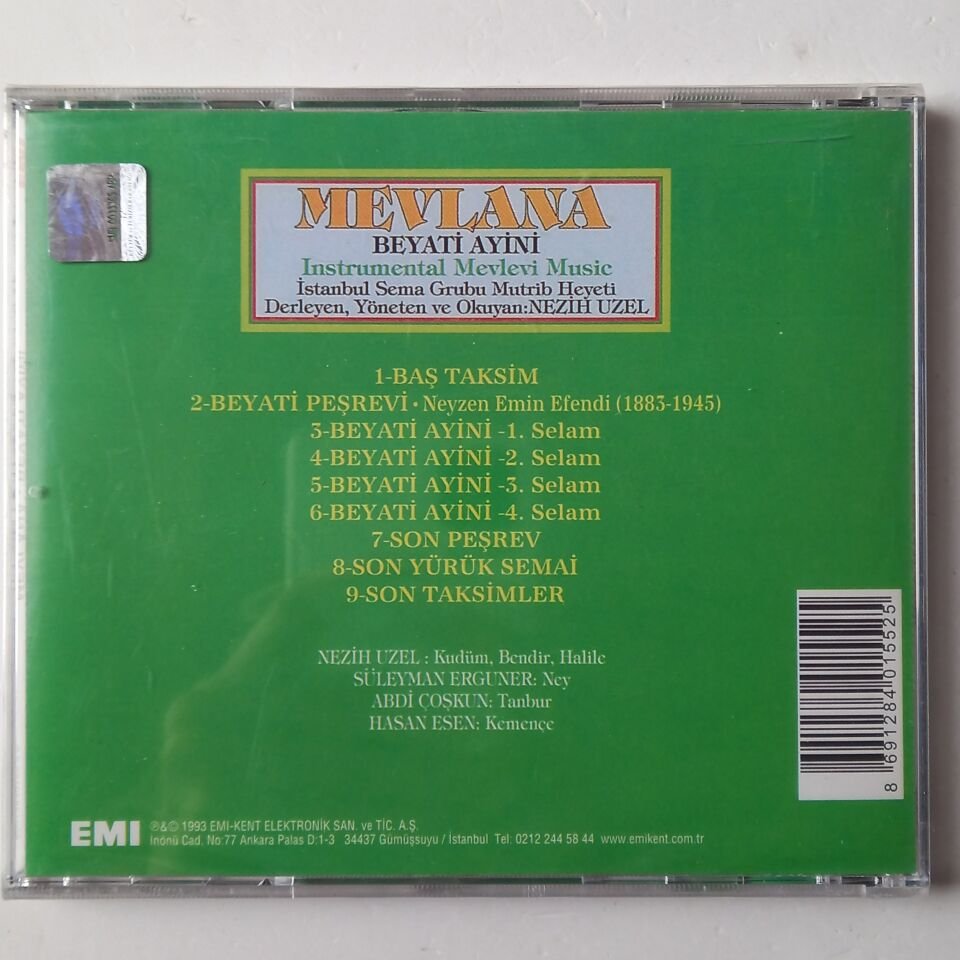 MEVLANA
BEYATİ AYİNİ
Instrumental Mevlevi Music
İstanbul Sema Grubu Mutrib Heyeti
Derleyen, Yöneten ve Okuyan:NEZİH UZEL
1-BAŞ TAKSİM
2-BEYATİ PEŞREVİ • Neyzen Emin Efendi (1883-1945)
3-BEYATİ AYİNİ -1. Selam
4-BEYATİ AYİNİ -2. Selam
5-BEYATİ AYİNİ -3. Selam
6-BEYATİ AYİNİ -4. Selam
7-SON PEŞREV
8-SON YÜRÜK SEMAİ
9-SON TAKSİMLER
NEZİH UZEL : Kudüm, Bendir, Halile
SÜLEYMAN ERGUNER: Ney
ABDİ COŞKUN: Tanbur
HASAN ESEN: Kemençe
8 691284 015525
EMI
℗&© 1993 EMI-KENT ELEKTRONİK SAN. ve TİC. A.Ş.
İnönü Cad. No:77 Ankara Palas D:1-3 34437 Gümüşsuyu / İstanbul Tel: 0212 244 58 44 www.emikent.com.tr